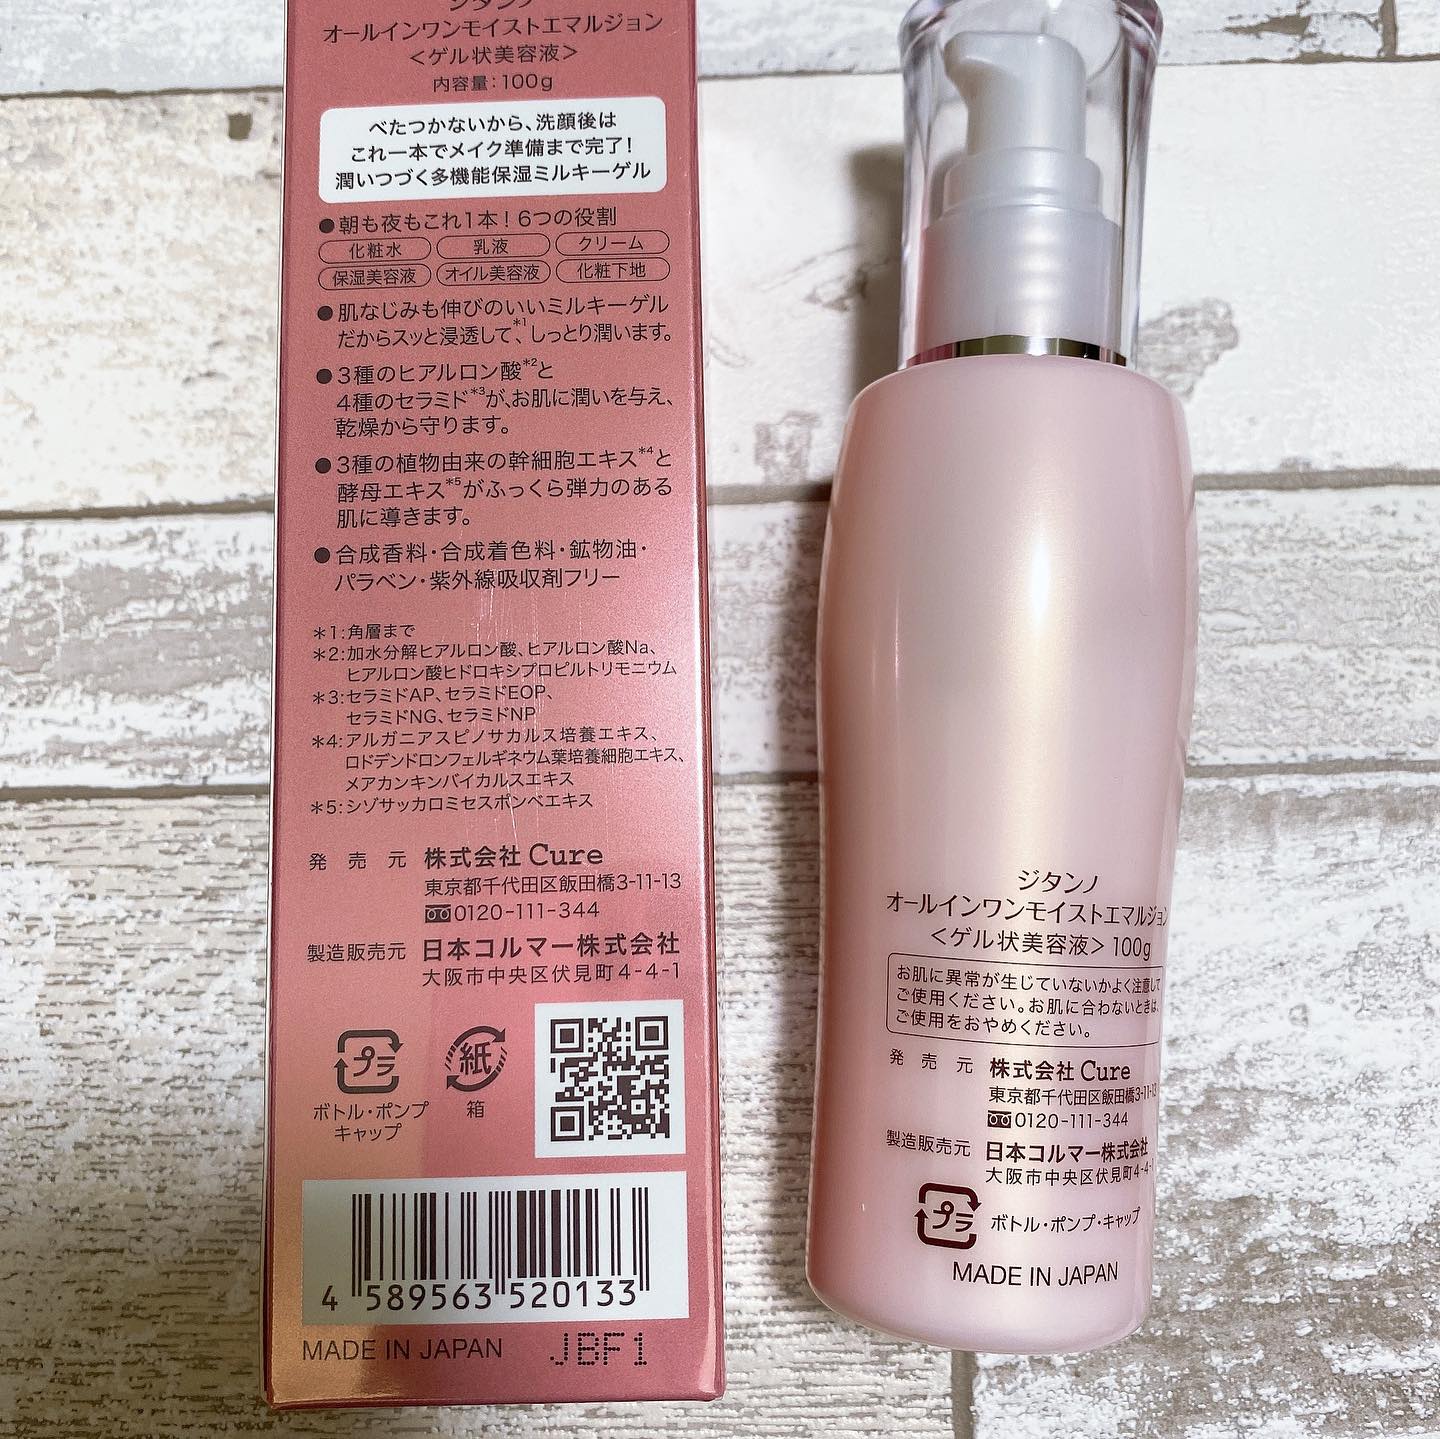 ジタンノ
オールインワンモイストエマルジョン
＜ゲル状美容液＞
内容量：100g
べたつかないから、洗顔後は
これ一本でメイク準備まで完了！
潤いつづく多機能保湿ミルキーゲル
●朝も夜もこれ1本！6つの役割
化粧水 乳液 クリーム
保湿美容液 オイル美容液 化粧下地
●肌なじみも伸びのいいミルキーゲル
だからスッと浸透して、*1しっとり潤います。
●3種のヒアルロン酸*2と
4種のセラミド*3が、お肌に潤いを与え、
乾燥から守ります。
●3種の植物由来の幹細胞エキス*4と
酵母エキス*5がふっくら弾力のある
肌に導きます。
●合成香料・合成着色料・鉱物油・
パラベン・紫外線吸収剤フリー
＊1：角層まで
＊2：加水分解ヒアルロン酸、ヒアルロン酸Na、
ヒアルロン酸ヒドロキシプロピルトリモニウム
＊3：セラミドAP、セラミドEOP、
セラミドNG、セラミドNP
＊4：アルガニアスピノサカルス培養エキス、
ロドデンドロンフェルギネウム葉培養細胞エキス、
メアカンキンバイカルスエキス
＊5：シゾサッカロミセスポンベエキス
発売元 株式会社 Cure
東京都千代田区飯田橋3-11-13
0120-111-344
製造販売元 日本コルマー株式会社
大阪市中央区伏見町4-4-1
プラ
ボトル・ポンプ
キャップ
紙
箱
4 589563 520133
MADE IN JAPAN JBF1
ジタンノ
オールインワンモイストエマルジョン
＜ゲル状美容液＞ 100g
お肌に異常が生じていないかよく注意して
ご使用ください。お肌に合わないときは、
ご使用をおやめください。
発売元 株式会社 Cure
東京都千代田区飯田橋3-11-13
0120-111-344
製造販売元 日本コルマー株式会社
大阪市中央区伏見町4-4-1
プラ ボトル・ポンプ・キャップ
MADE IN JAPAN